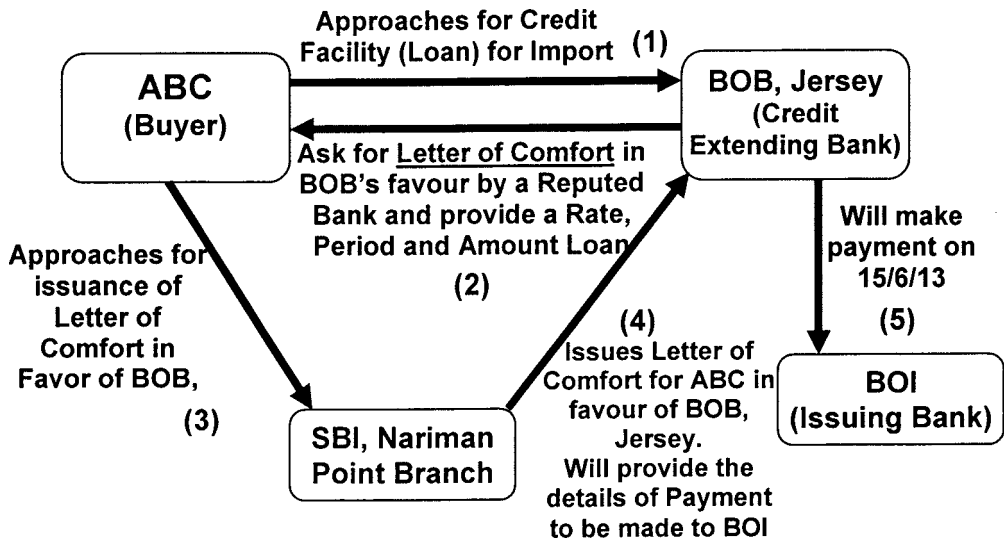 Approaches for Credit
Facility (Loan) for Import
(1)
ABC
(Buyer)
BOB, Jersey
(Credit
Extending Bank)
Ask for Letter of Comfort in
BOB's favour by a Reputed
Bank and provide a Rate,
Period and Amount Loan
(2)
Approaches for
issuance of
Letter of
Comfort in
Favor of BOB,
(3)
SBI, Nariman
Point Branch
(4)
Issues Letter of
Comfort for ABC in
favour of BOB,
Jersey.
Will provide the
details of Payment
to be made to BOI
Will make
payment on
15/6/13
(5)
BOI
(Issuing Bank)